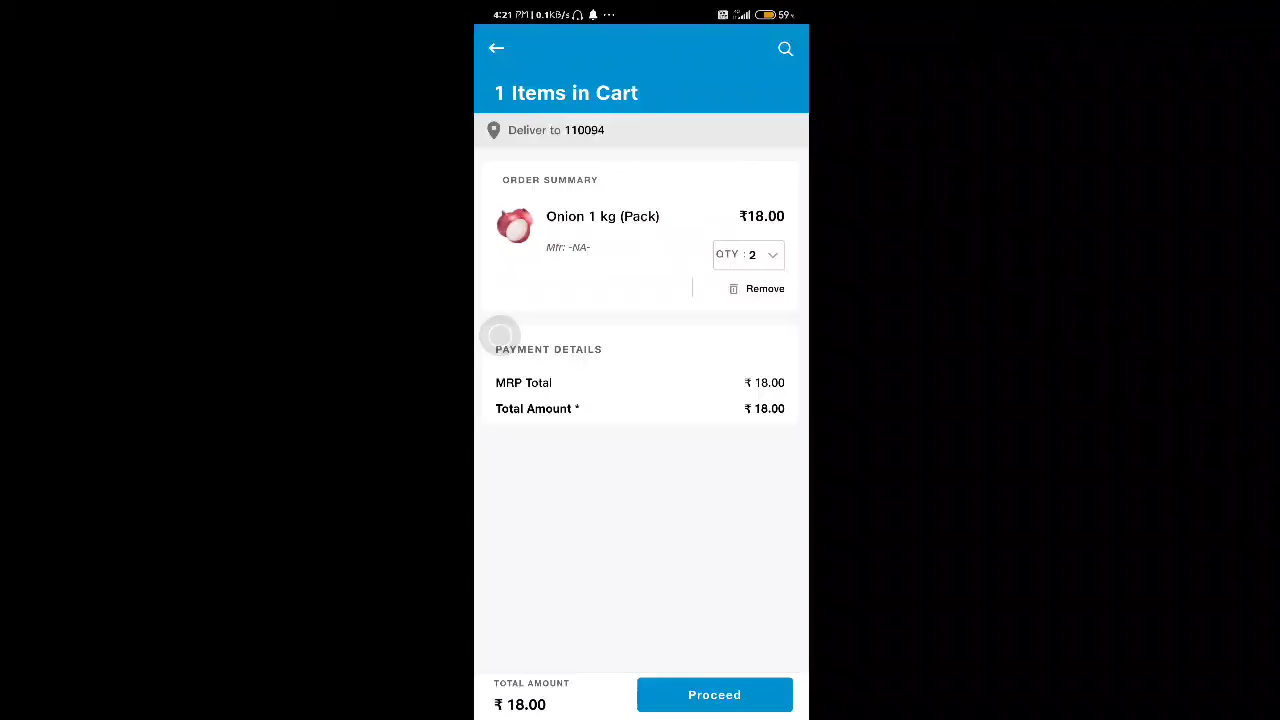 4:21 PM | 0.1KB/s ... 59
1 Items in Cart
Deliver to 110094
ORDER SUMMARY
Onion 1 kg (Pack) ₹18.00
Mfr: -NA- QTY : 2
Remove
PAYMENT DETAILS
MRP Total ₹ 18.00
Total Amount * ₹ 18.00
TOTAL AMOUNT
₹ 18.00 Proceed